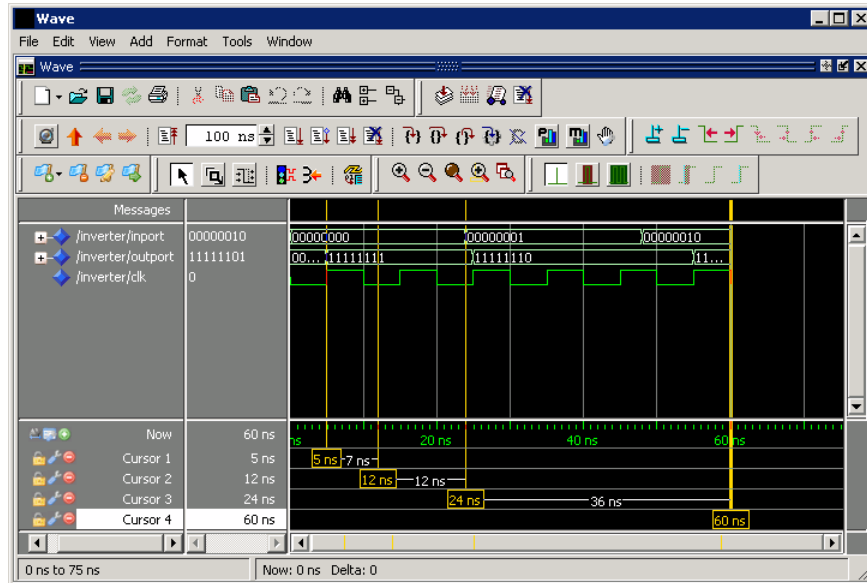 Wave
File Edit View Add Format Tools Window
Wave
100 ns
Messages
/inverter/inport 00000010 00000000 00000001 00000010
/inverter/outport 11111101 00... 11111111 11111110 11...
/inverter/clk 0
Now 60 ns ns 20 ns 40 ns 60 ns
Cursor 1 5 ns 5 ns 7 ns
Cursor 2 12 ns 12 ns 12 ns
Cursor 3 24 ns 24 ns 36 ns
Cursor 4 60 ns 60 ns
0 ns to 75 ns Now: 0 ns Delta: 0